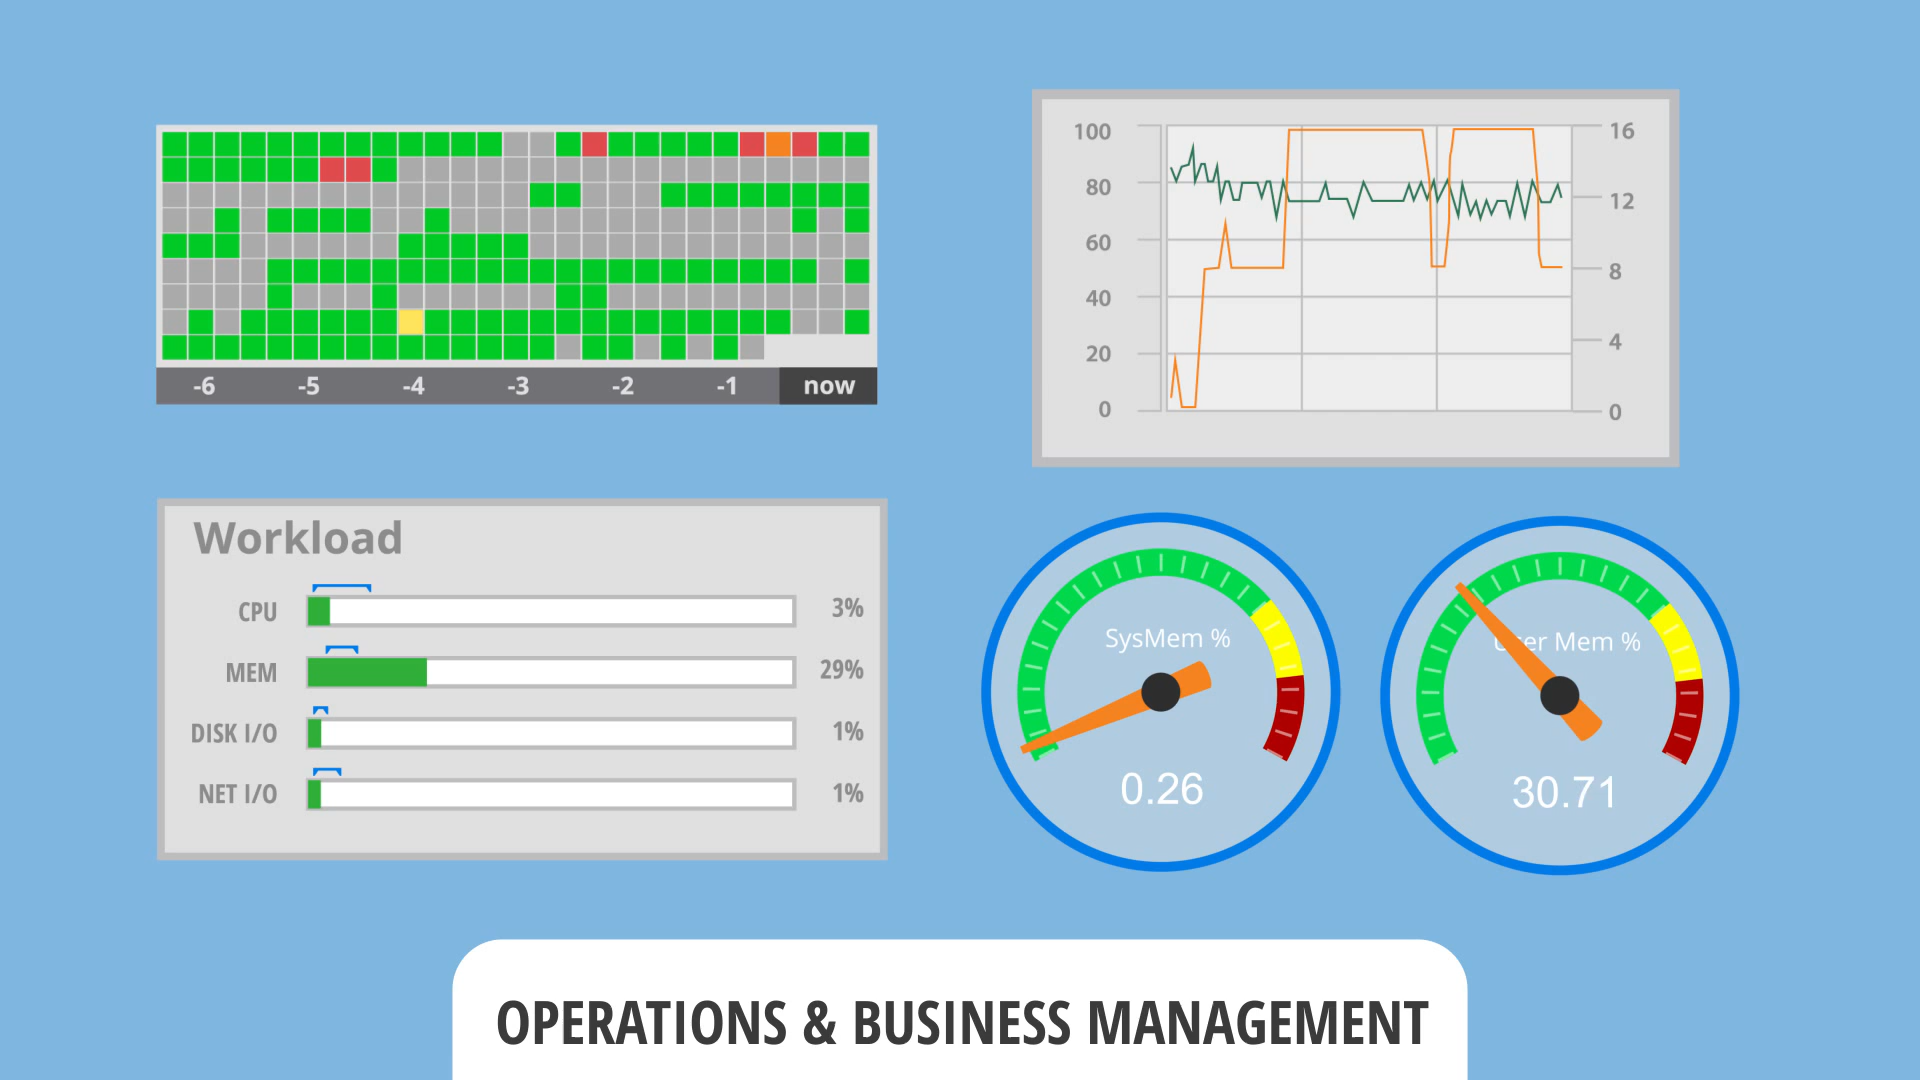 -6 -5 -4 -3 -2 -1 now
100 16
80 12
60 8
40 4
20 0
0
Workload
CPU 3%
MEM 29%
DISK I/O 1%
NET I/O 1%
SysMem %
0.26
Mem %
30.71
OPERATIONS & BUSINESS MANAGEMENT